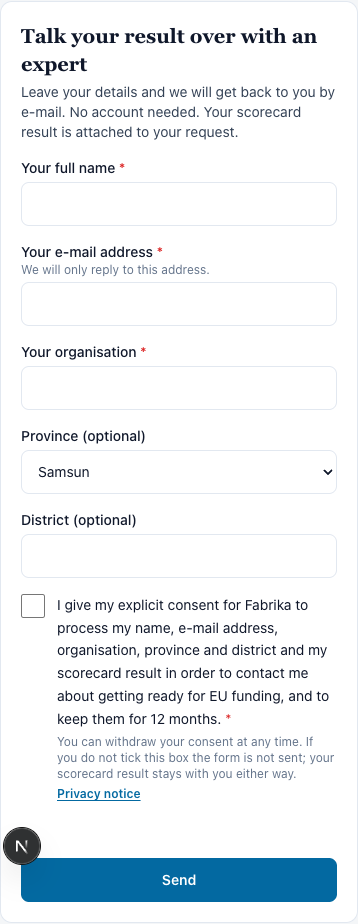 Talk your result over with an
expert
Leave your details and we will get back to you by
e-mail. No account needed. Your scorecard
result is attached to your request.
Your full name *
Your e-mail address *
We will only reply to this address.
Your organisation *
Province (optional)
Samsun
District (optional)
I give my explicit consent for Fabrika to
process my name, e-mail address,
organisation, province and district and my
scorecard result in order to contact me
about getting ready for EU funding, and to
keep them for 12 months. *
You can withdraw your consent at any time. If
you do not tick this box the form is not sent; your
scorecard result stays with you either way.
Privacy notice
N
Send